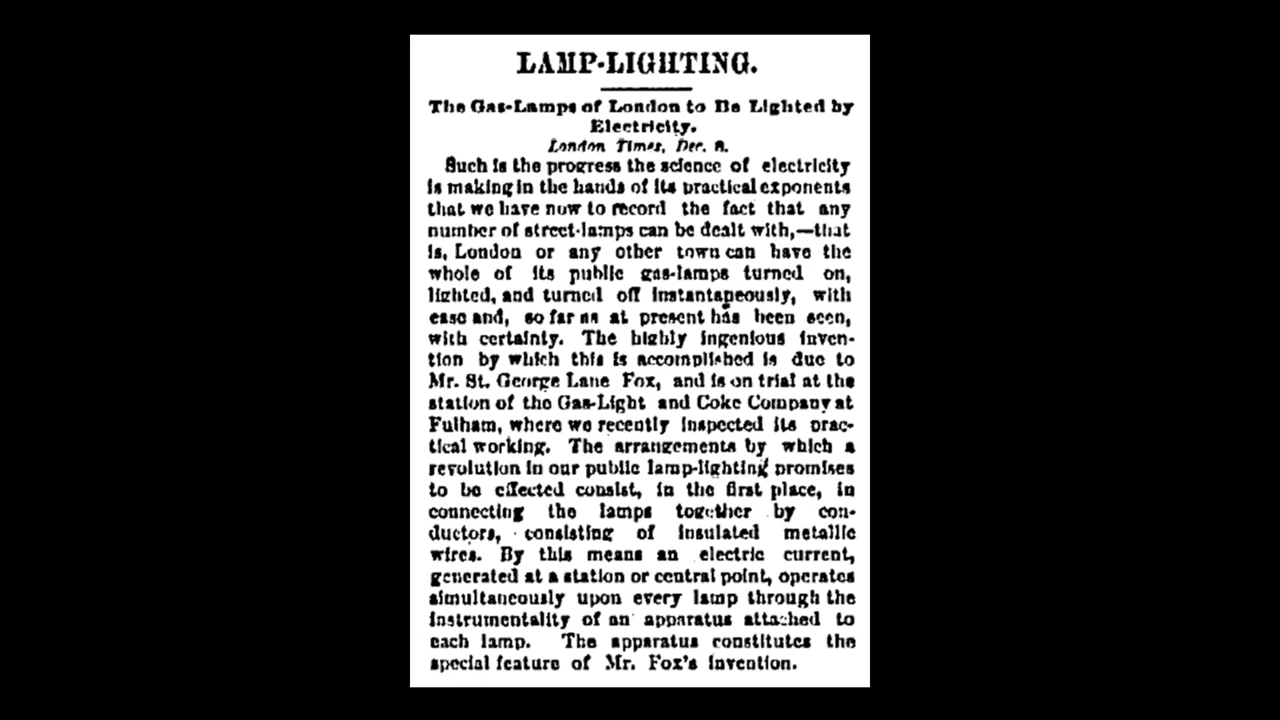 LAMP-LIGHTING.
The Gas-Lamps of London to Be Lighted by
Electricity.
London Times, Dec. 8.
Such is the progress the science of electricity
is making in the hands of its practical exponents
that we have now to record the fact that any
number of street-lamps can be dealt with,—that
is, London or any other town can have the
whole of its public gas-lamps turned on,
lighted, and turned off instantaneously, with
ease and, so far as at present has been seen,
with certainty. The highly ingenious inven-
tion by which this is accomplished is due to
Mr. St. George Lane Fox, and is on trial at the
station of the Gas-Light and Coke Company at
Fulham, where we recently inspected its prac-
tical working. The arrangements by which a
revolution in our public lamp-lighting promises
to be effected consist, in the first place, in
connecting the lamps together by con-
ductors, consisting of insulated metallic
wires. By this means an electric current,
generated at a station or central point, operates
simultaneously upon every lamp through the
instrumentality of an apparatus attached to
each lamp. The apparatus constitutes the
special feature of Mr. Fox's invention.